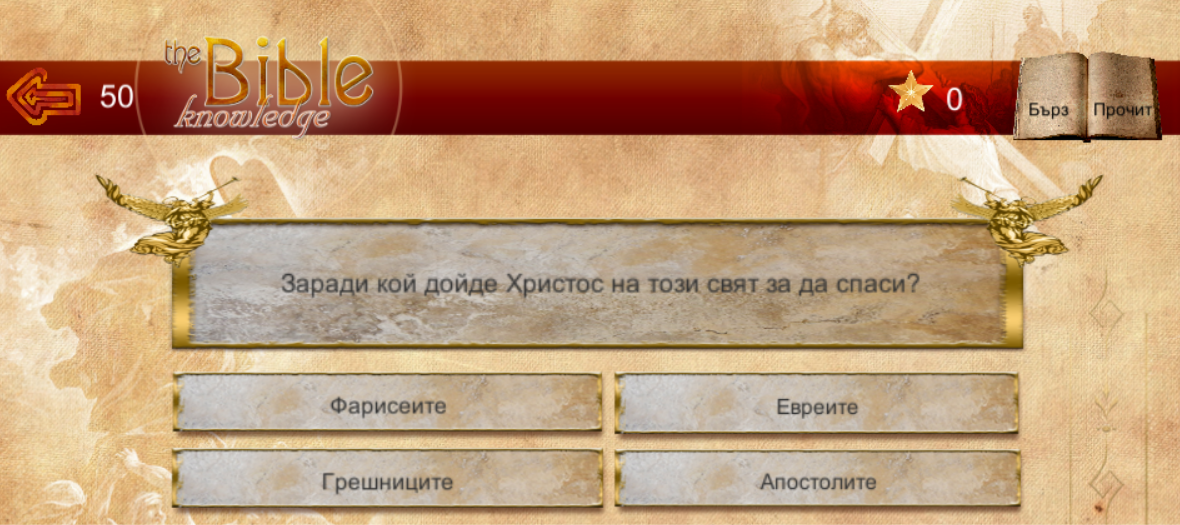 50
the Bible
knowledge
0
Бърз Прочит
Заради кой дойде Христос на този свят за да спаси?
Фарисеите
Евреите
Грешниците
Апостолите